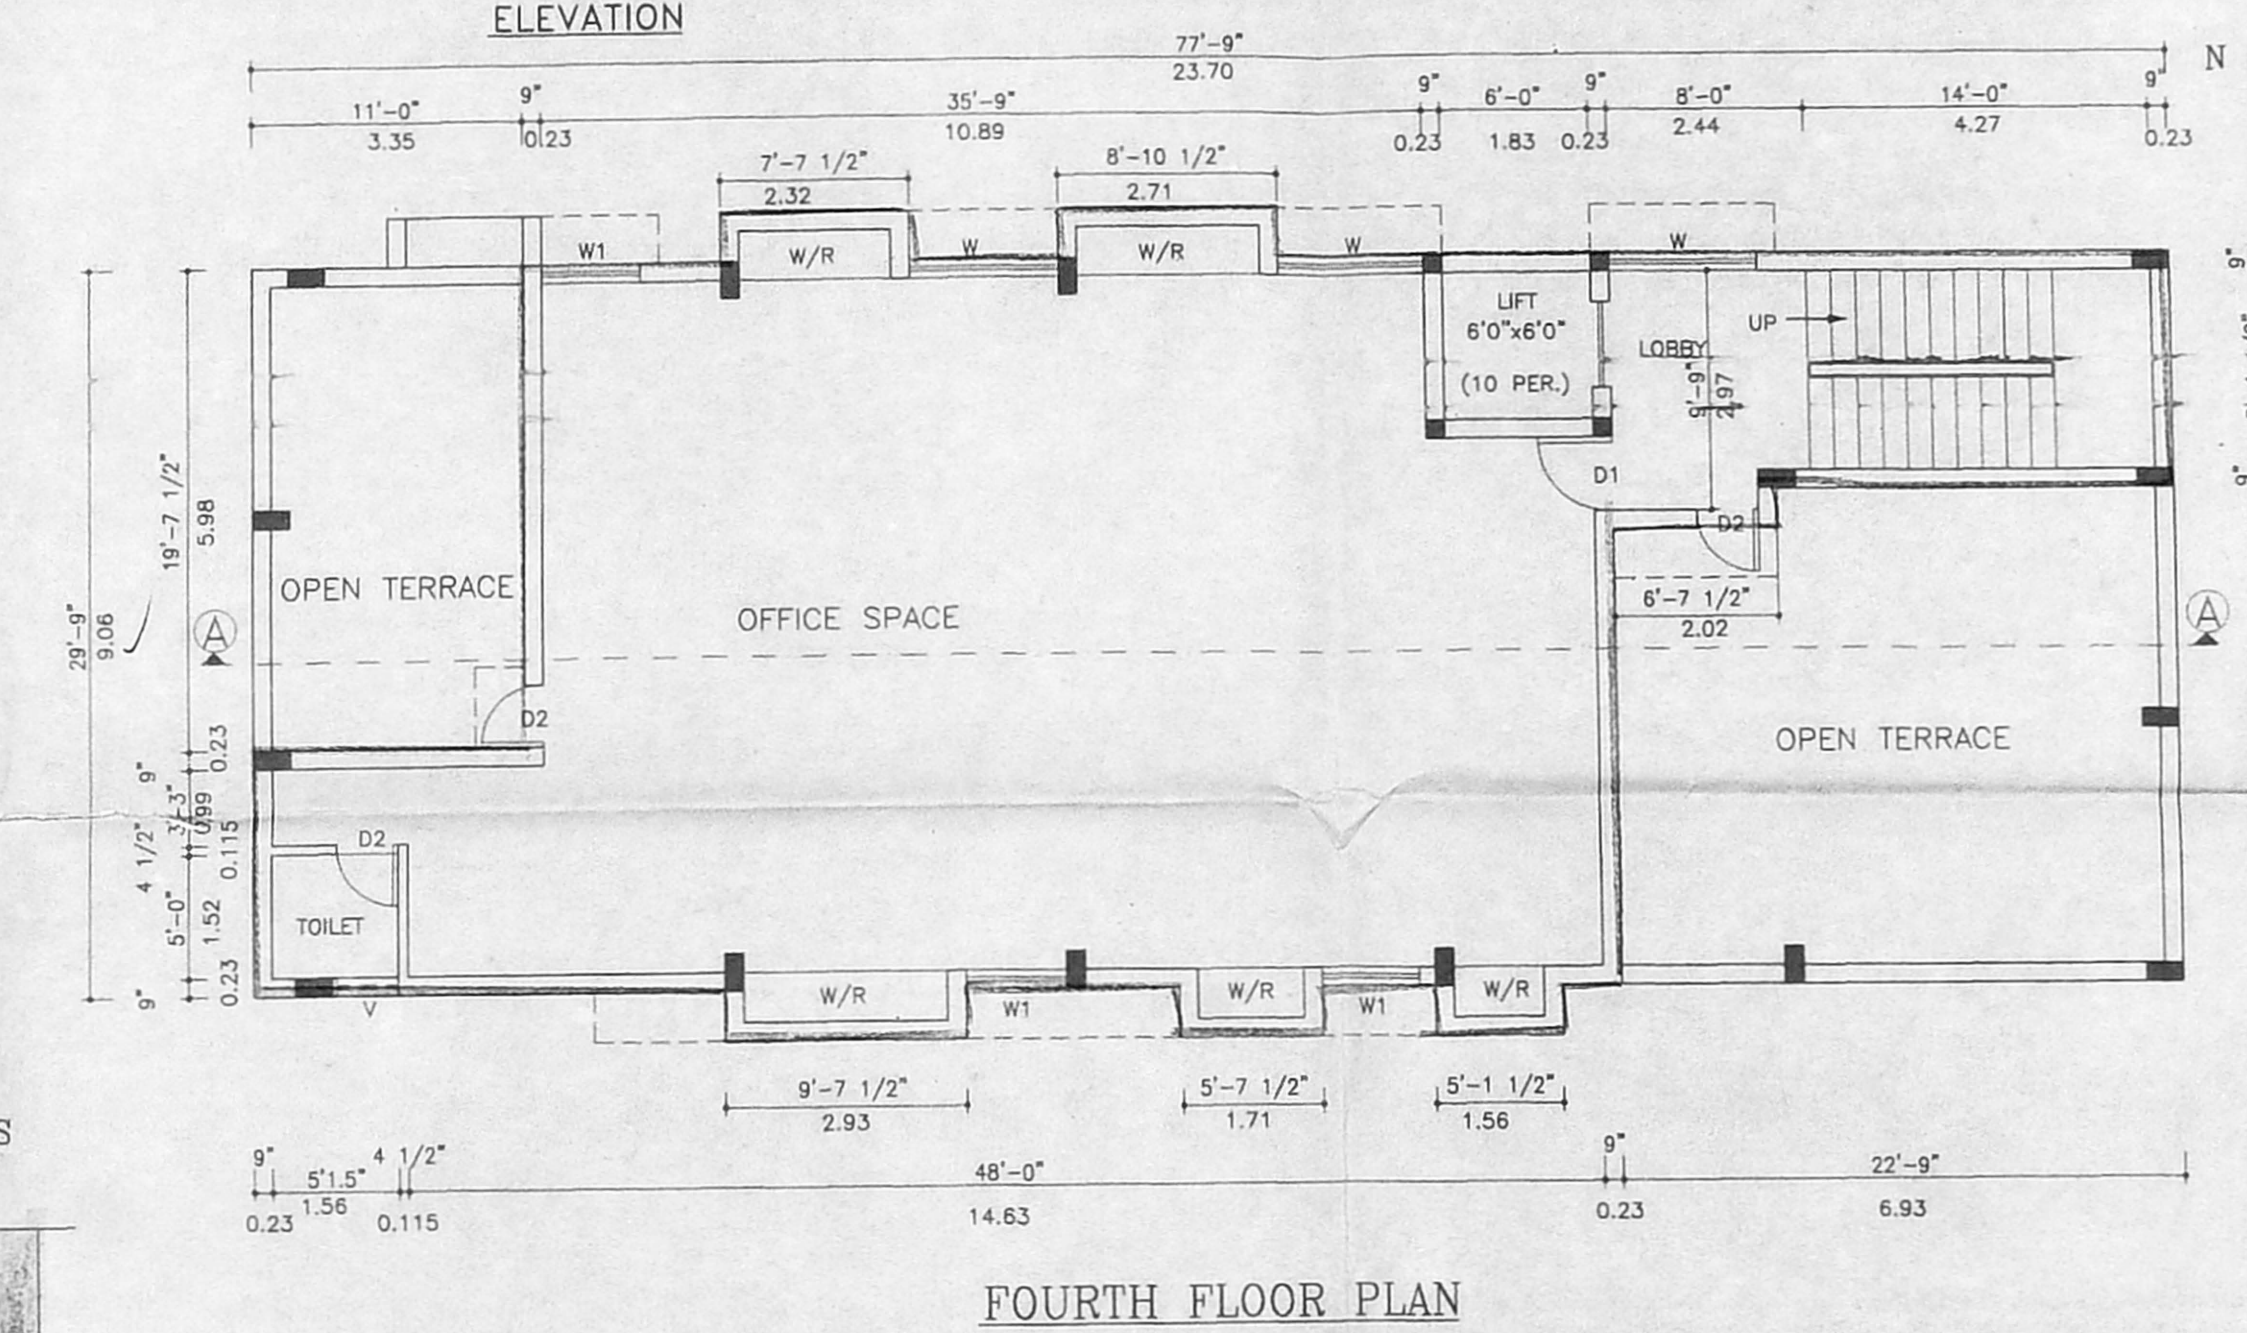 ELEVATION
77'-9"
23.70
N
11'-0"
3.35
9"
0.23
35'-9"
10.89
9"
0.23
6'-0"
1.83
9"
0.23
8'-0"
2.44
14'-0"
4.27
9"
0.23
7'-7 1/2"
2.32
8'-10 1/2"
2.71
W1
W/R
W
W/R
W
W
9"
LIFT
6'0"x6'0"
(10 PER.)
LOBBY
UP
9'-9"
2.97
D1
D2
9"
19'-7 1/2"
5.98
29'-9"
9.06
OPEN TERRACE
OFFICE SPACE
6'-7 1/2"
2.02
A
A
D2
OPEN TERRACE
9"
0.23
3'-3"
0.99
4 1/2"
0.115
5'-0"
1.52
9"
0.23
D2
TOILET
V
W/R
W1
W/R
W1
W/R
9'-7 1/2"
2.93
5'-7 1/2"
1.71
5'-1 1/2"
1.56
S
9"
0.23
5'1.5"
1.56
4 1/2"
0.115
48'-0"
14.63
9"
0.23
22'-9"
6.93
FOURTH FLOOR PLAN